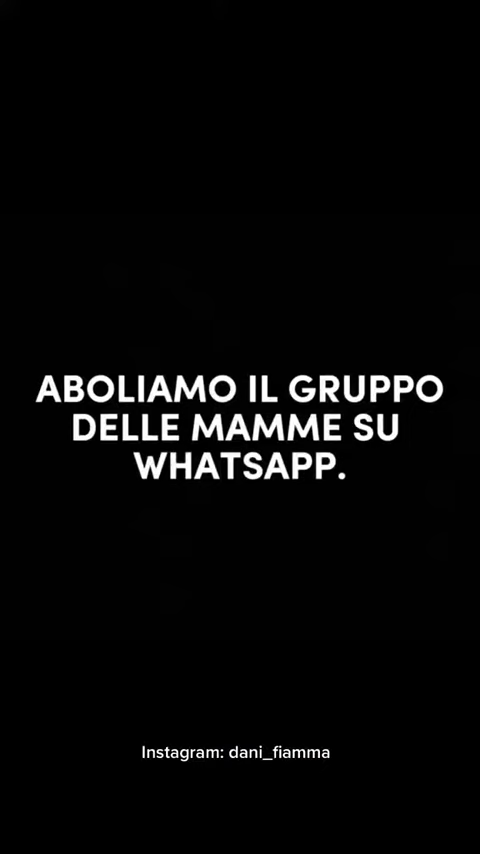 ABOLIAMO IL GRUPPO
DELLE MAMME SU
WHATSAPP.
Instagram: dani_fiamma